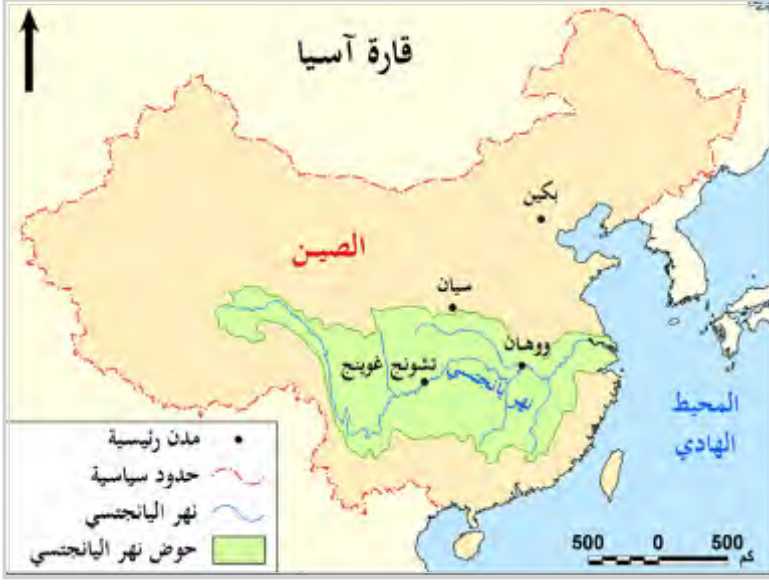 قارة آسيا
بكين
الصين
سيان
ووهان
تشونج غوينج
نهر يانجتسي
المحيط
الهادي
مدن رئيسية
حدود سياسية
نهر اليانجتسي
حوض نهر اليانجتسي
500 0 500
كم